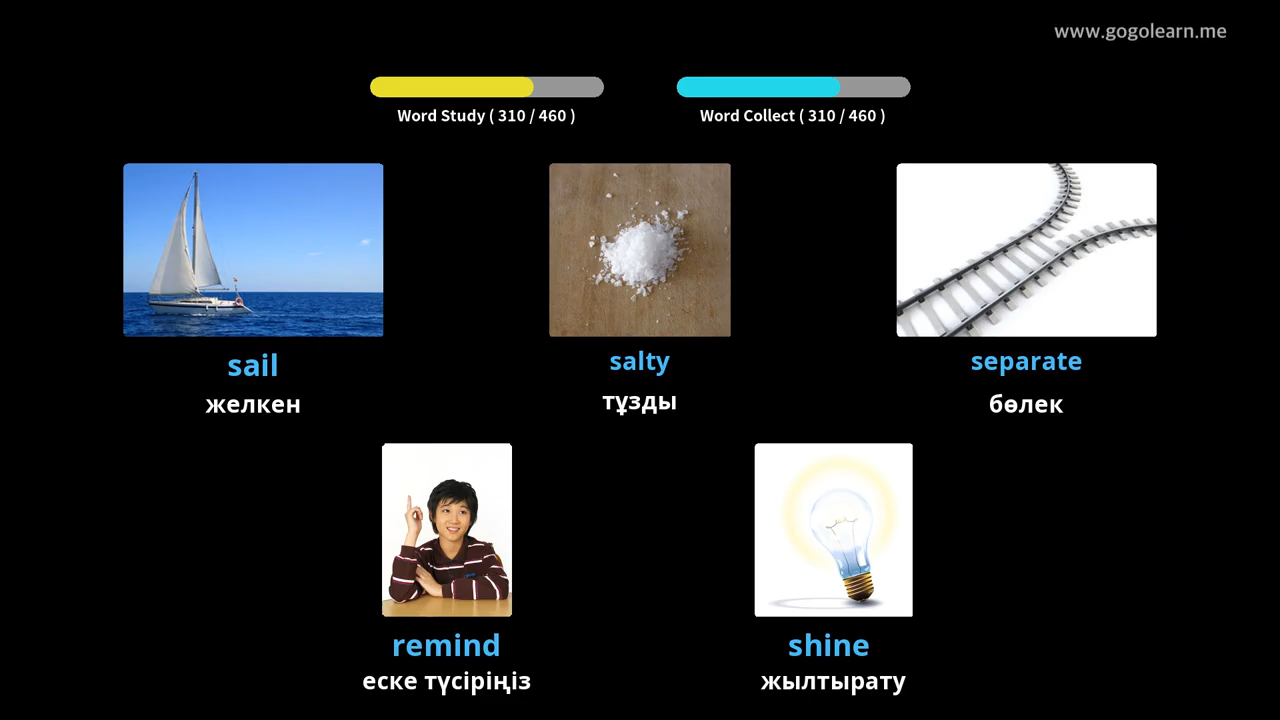 www.gogolearn.me
Word Study ( 310 / 460 )
Word Collect ( 310 / 460 )
sail
желкен
salty
тұзды
separate
бөлек
remind
еске түсіріңіз
shine
жылтырату